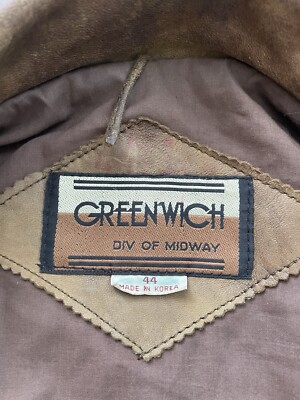 GREENWICH
DIV OF MIDWAY
44
MADE IN KOREA